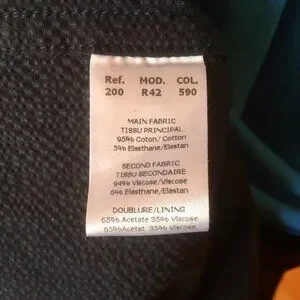 Ref. MOD. COL.
200 R42 590
MAIN FABRIC
TISSU PRINCIPAL
95% Coton/ Cotton
5% Elasthane/Elastan
SECOND FABRIC
TISSU SECONDAIRE
94% Viscose/Viscose
6% Elasthane/Elastan
DOUBLURE/LINING
65% Acetate 35% Viscose
65%Acetat 35% Viscose